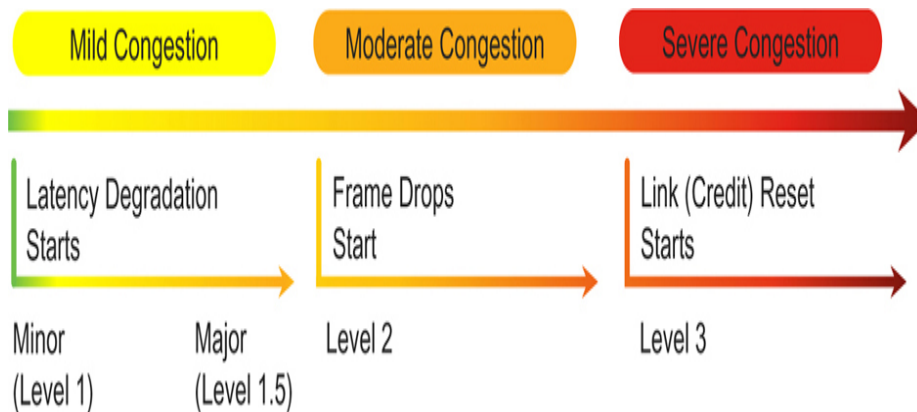 Mild Congestion
Moderate Congestion
Severe Congestion
Latency Degradation
Starts
Frame Drops
Start
Link (Credit) Reset
Starts
Minor
(Level 1)
Major
(Level 1.5)
Level 2
Level 3